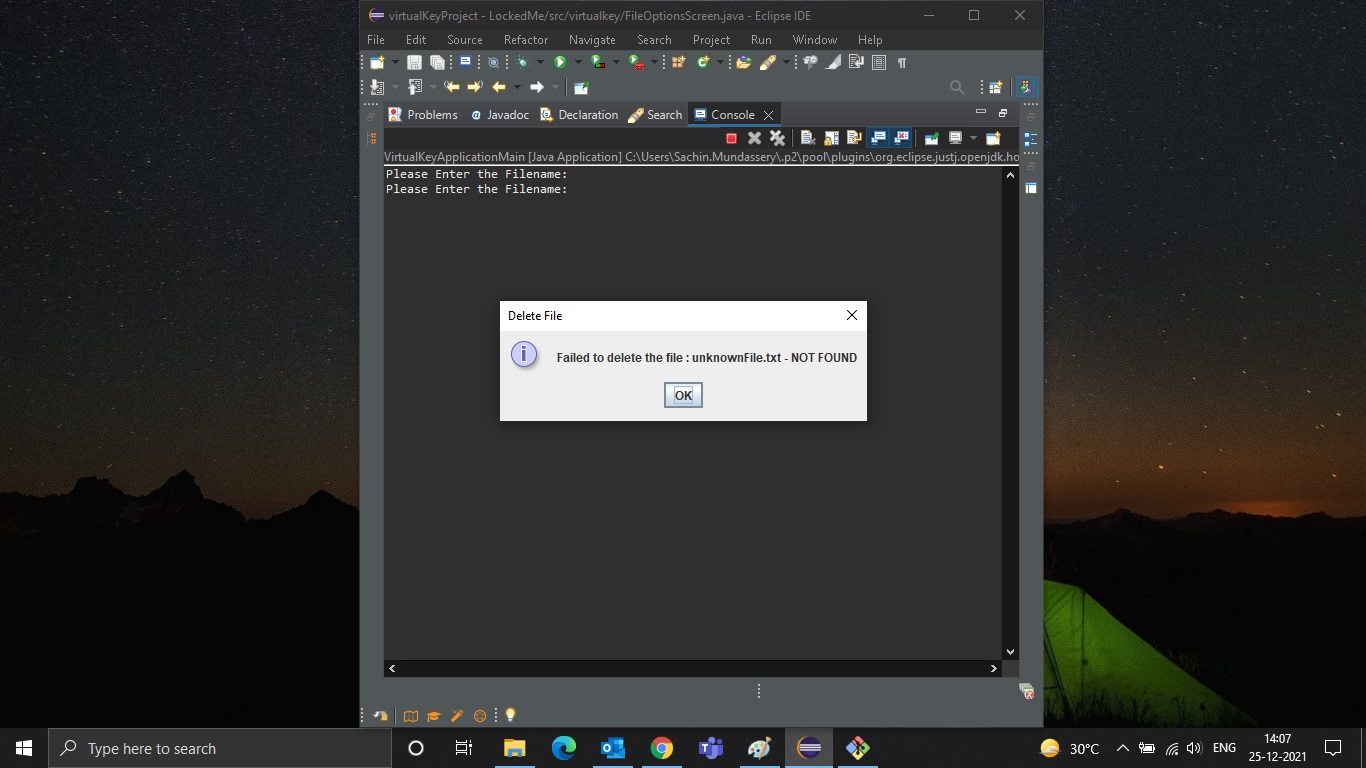 virtualKeyProject - LockedMe/src/virtualkey/FileOptionsScreen.java - Eclipse IDE
File Edit Source Refactor Navigate Search Project Run Window Help
Problems Javadoc Declaration Search Console
VirtualKeyApplicationMain [Java Application] C:\Users\Sachin.Mundassery\.p2\pool\plugins\org.eclipse.justj.openjdk.ho
Please Enter the Filename:
Please Enter the Filename:
Delete File
Failed to delete the file : unknownFile.txt - NOT FOUND
OK
Type here to search
30°C
ENG
14:07
25-12-2021